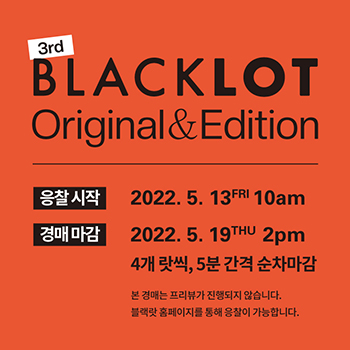 3rd
BLACKLOT
Original&Edition
응찰 시작 2022. 5. 13FRI 10am
경매 마감 2022. 5. 19THU 2pm
4개 랏씩, 5분 간격 순차마감
본 경매는 프리뷰가 진행되지 않습니다.
블랙랏 홈페이지를 통해 응찰이 가능합니다.